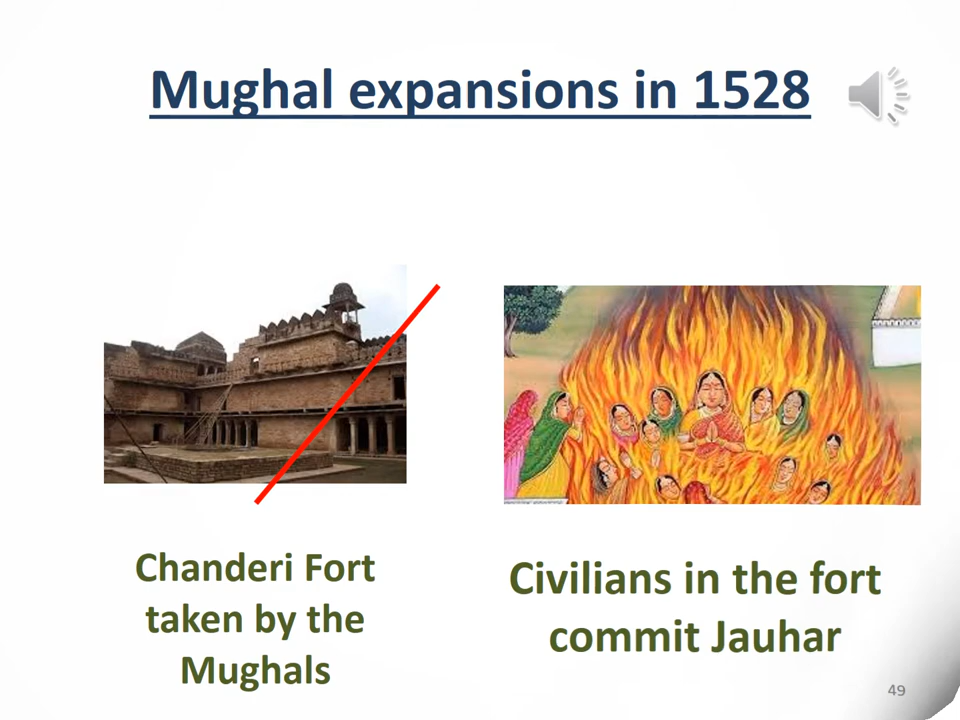 Mughal expansions in 1528
Chanderi Fort
taken by the
Mughals
Civilians in the fort
commit Jauhar
49